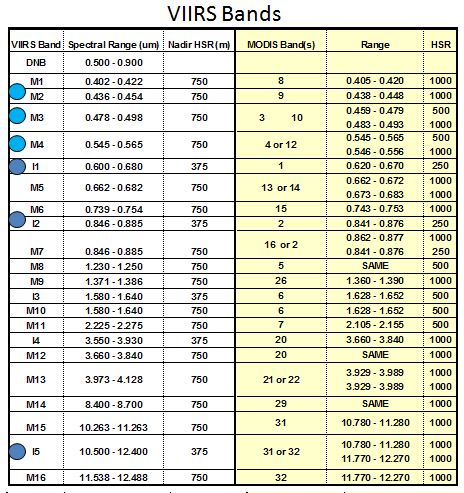 VIIRS Bands
VIIRS Band Spectral Range (um) Nadir HSR (m) MODIS Band(s) Range HSR
DNB 0.500 - 0.900
M1 0.402 - 0.422 750 8 0.405 - 0.420 1000
M2 0.436 - 0.454 750 9 0.438 - 0.448 1000
M3 0.478 - 0.498 750 3 10 0.459 - 0.479 500
0.483 - 0.493 1000
M4 0.545 - 0.565 750 4 or 12 0.545 - 0.565 500
0.546 - 0.556 1000
I1 0.600 - 0.680 375 1 0.620 - 0.670 250
M5 0.662 - 0.682 750 13 or 14 0.662 - 0.672 1000
0.673 - 0.683 1000
M6 0.739 - 0.754 750 15 0.743 - 0.753 1000
I2 0.846 - 0.885 375 2 0.841 - 0.876 250
M7 0.846 - 0.885 750 16 or 2 0.862 - 0.877 1000
0.841 - 0.876 250
M8 1.230 - 1.250 750 5 SAME 500
M9 1.371 - 1.386 750 26 1.360 - 1.390 1000
I3 1.580 - 1.640 375 6 1.628 - 1.652 500
M10 1.580 - 1.640 750 6 1.628 - 1.652 500
M11 2.225 - 2.275 750 7 2.105 - 2.155 500
I4 3.550 - 3.930 375 20 3.660 - 3.840 1000
M12 3.660 - 3.840 750 20 SAME 1000
M13 3.973 - 4.128 750 21 or 22 3.929 - 3.989 1000
3.929 - 3.989 1000
M14 8.400 - 8.700 750 29 SAME 1000
M15 10.263 - 11.263 750 31 10.780 - 11.280 1000
I5 10.500 - 12.400 375 31 or 32 10.780 - 11.280 1000
11.770 - 12.270 1000
M16 11.538 - 12.488 750 32 11.770 - 12.270 1000